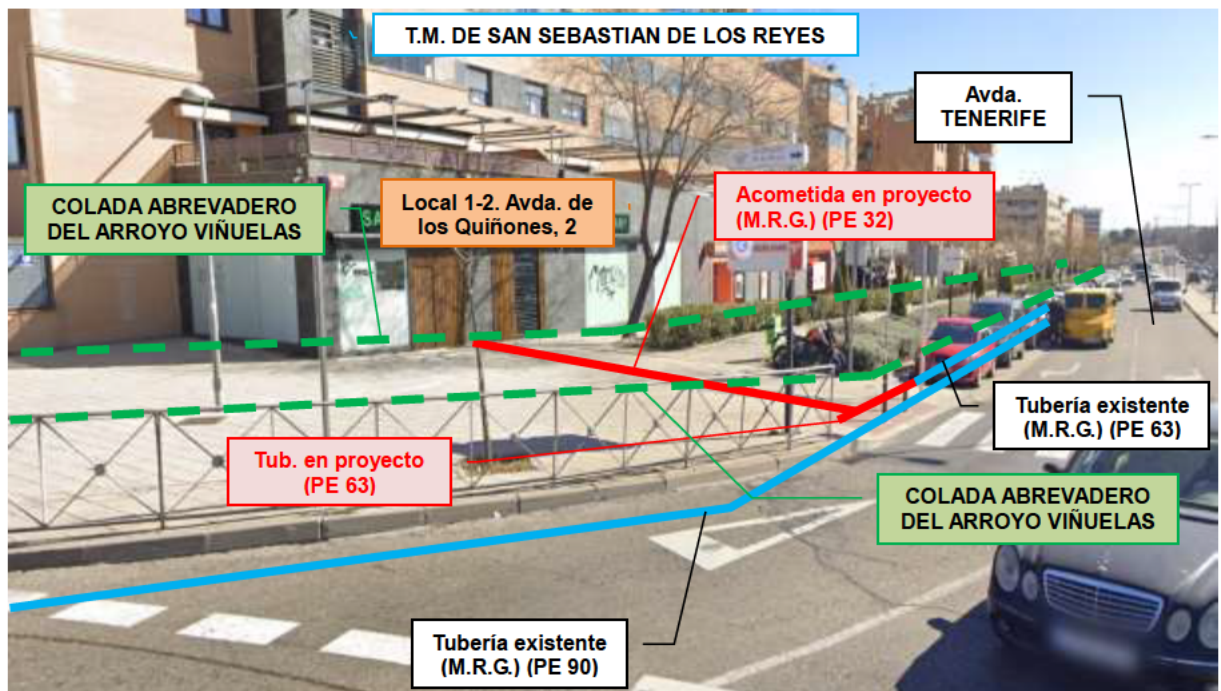 T.M. DE SAN SEBASTIAN DE LOS REYES
Avda.
TENERIFE
COLADA ABREVADERO
DEL ARROYO VIÑUELAS
Local 1-2. Avda. de
los Quiñones, 2
Acometida en proyecto
(M.R.G.) (PE 32)
Tubería existente
(M.R.G.) (PE 63)
Tub. en proyecto
(PE 63)
COLADA ABREVADERO
DEL ARROYO VIÑUELAS
Tubería existente
(M.R.G.) (PE 90)